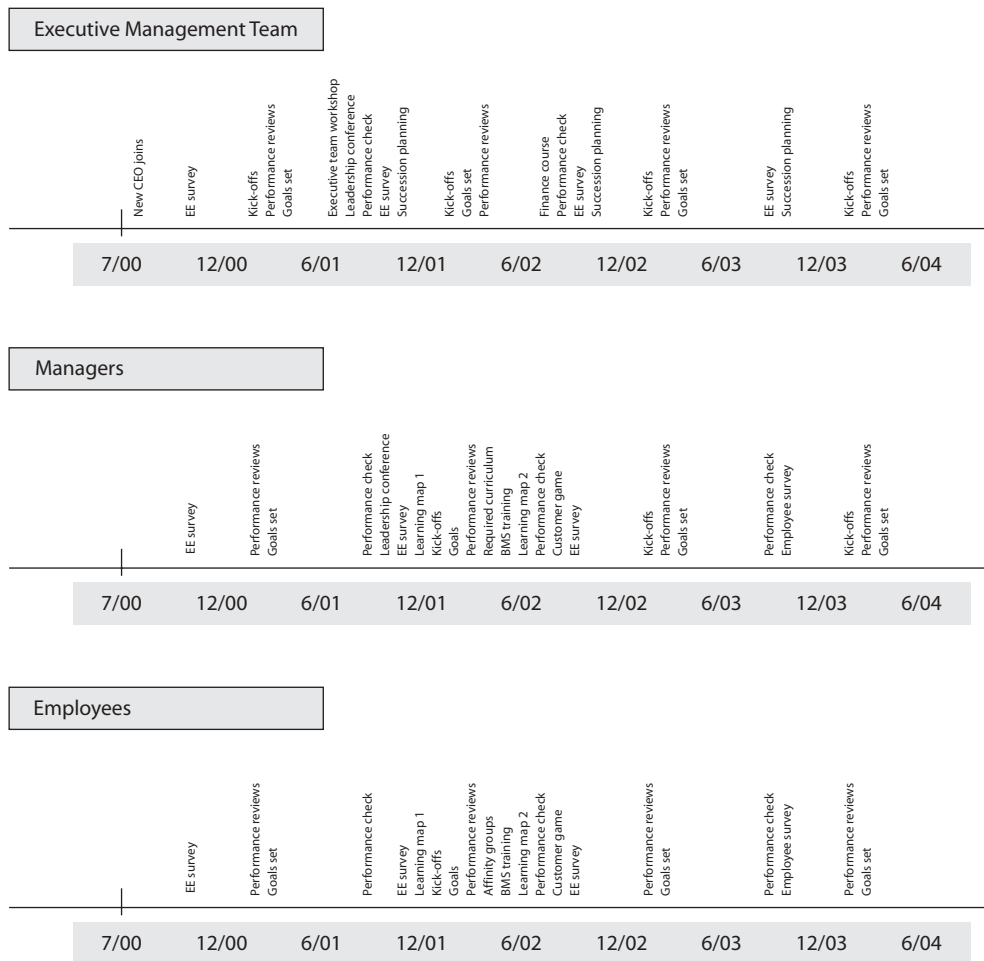 Executive Management Team
New CEO joins
EE survey
Kick-offs
Performance reviews
Goals set
Executive team workshop
Leadership conference
Performance check
EE survey
Succession planning
Kick-offs
Goals set
Performance reviews
Finance course
Performance check
EE survey
Succession planning
Kick-offs
Performance reviews
Goals set
EE survey
Succession planning
Kick-offs
Performance reviews
Goals set
7/00 12/00 6/01 12/01 6/02 12/02 6/03 12/03 6/04
Managers
EE survey
Performance reviews
Goals set
Performance check
Leadership conference
EE survey
Learning map 1
Kick-offs
Goals
Performance reviews
Required curriculum
BMS training
Learning map 2
Performance check
Customer game
EE survey
Kick-offs
Performance reviews
Goals set
Performance check
Employee survey
Kick-offs
Performance reviews
Goals set
7/00 12/00 6/01 12/01 6/02 12/02 6/03 12/03 6/04
Employees
EE survey
Performance reviews
Goals set
Performance check
EE survey
Learning map 1
Kick-offs
Goals
Performance reviews
Affinity groups
BMS training
Learning map 2
Performance check
Customer game
EE survey
Performance reviews
Goals set
Performance check
Employee survey
Performance reviews
Goals set
7/00 12/00 6/01 12/01 6/02 12/02 6/03 12/03 6/04